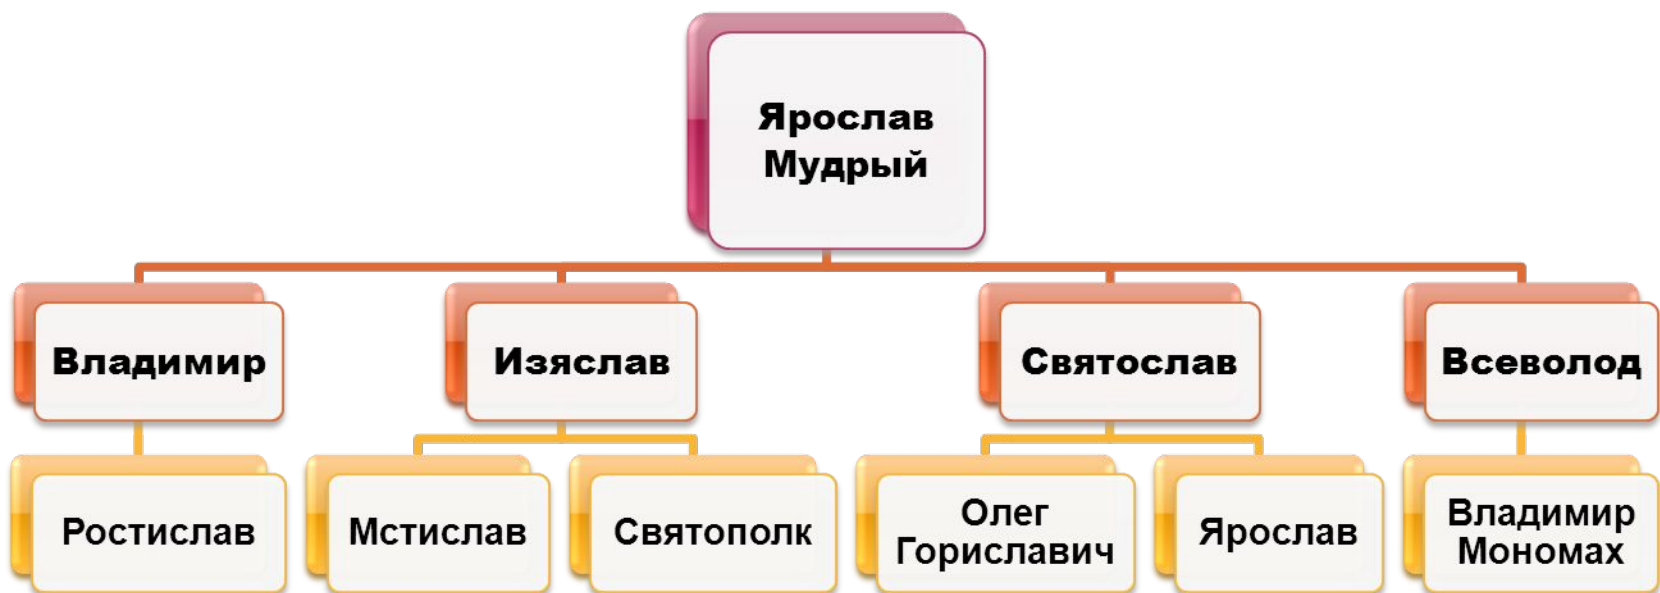 Ярослав
Мудрый
Владимир
Изяслав
Святослав
Всеволод
Ростислав
Мстислав
Святополк
Олег
Гориславич
Ярослав
Владимир
Мономах